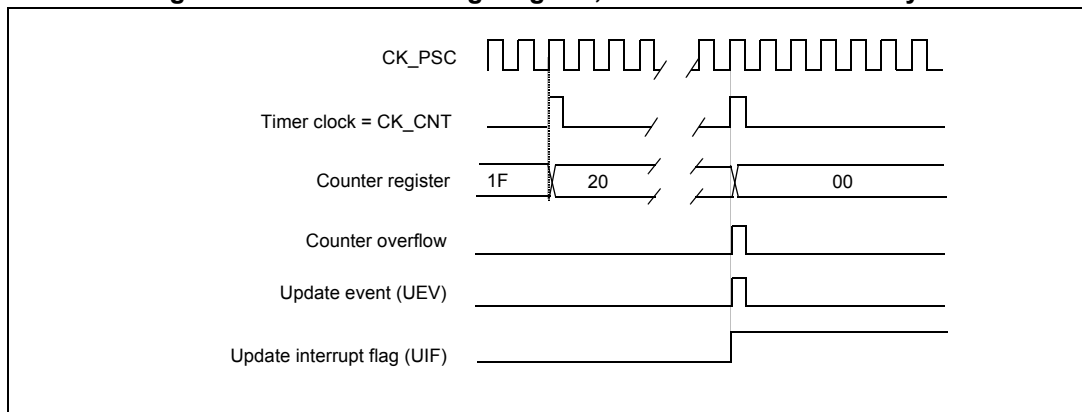 CK_PSC
Timer clock = CK_CNT
Counter register 1F 20 00
Counter overflow
Update event (UEV)
Update interrupt flag (UIF)